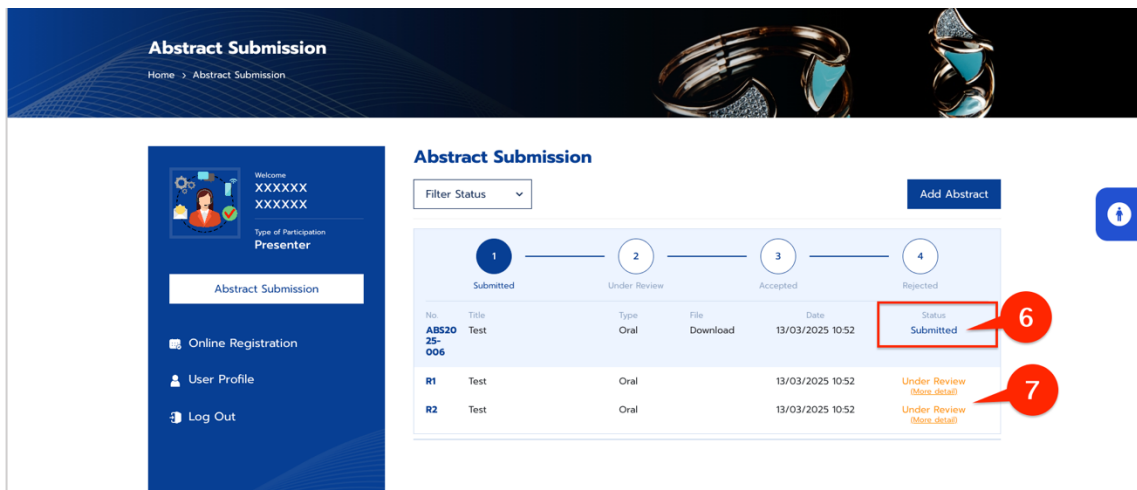 Abstract Submission
Home > Abstract Submission
Welcome
XXXXXX
XXXXXX
Type of Participation
Presenter
Abstract Submission
Online Registration
User Profile
Log Out
Abstract Submission
Filter Status
Add Abstract
1 2 3 4
Submitted Under Review Accepted Rejected
No. Title Type File Date Status
ABS20 Test Oral Download 13/03/2025 10:52 Submitted
25-
006
6
R1 Test Oral 13/03/2025 10:52 Under Review
(More detail)
7
R2 Test Oral 13/03/2025 10:52 Under Review
(More detail)